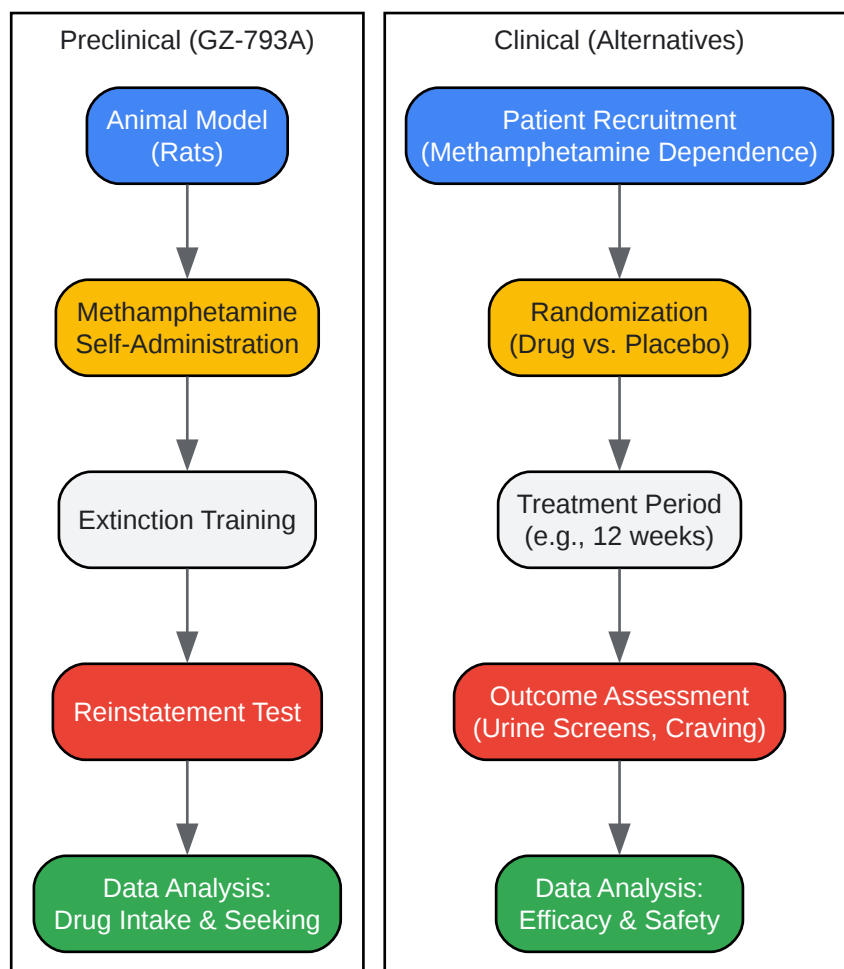 Preclinical (GZ-793A)
Animal Model
(Rats)
Methamphetamine
Self-Administration
Extinction Training
Reinstatement Test
Data Analysis:
Drug Intake & Seeking
Clinical (Alternatives)
Patient Recruitment
(Methamphetamine Dependence)
Randomization
(Drug vs. Placebo)
Treatment Period
(e.g., 12 weeks)
Outcome Assessment
(Urine Screens, Craving)
Data Analysis:
Efficacy & Safety